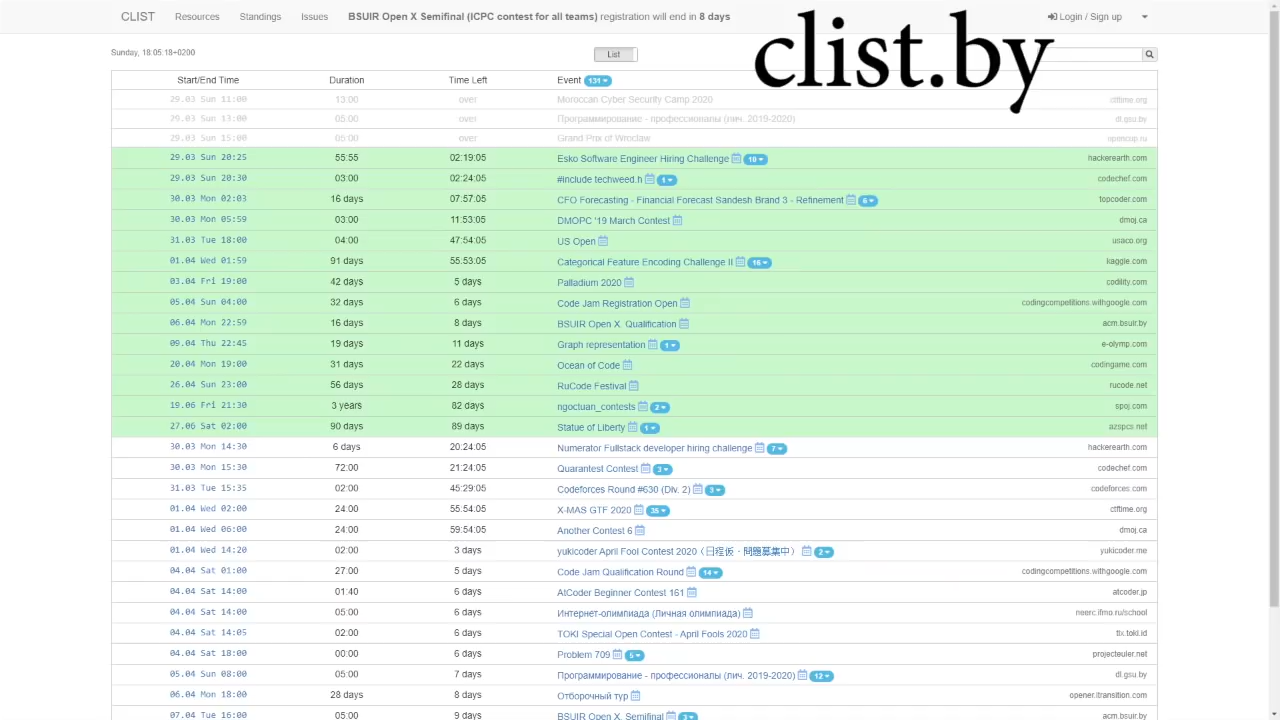 CLIST Resources Standings Issues BSUIR Open X Semifinal (ICPC contest for all teams) registration will end in 8 days Login / Sign up
clist.by
Sunday, 18:05.18+0200 List
Start/End Time Duration Time Left Event 131
29.03 Sun 11:00 13:00 over Moroccan Cyber Security Camp 2020 ctftime.org
29.03 Sun 13:00 05:00 over Программирование - профессионалы (лич. 2019-2020) dl.gsu.by
29.03 Sun 15:00 05:00 over Grand Prix of Wroclaw opencup.ru
29.03 Sun 20:25 55:55 02:19:05 Esko Software Engineer Hiring Challenge 10 hackerearth.com
29.03 Sun 20:30 03:00 02:24:05 #include techweed.h 1 codechef.com
30.03 Mon 02:03 16 days 07:57:05 CFO Forecasting - Financial Forecast Sandesh Brand 3 - Refinement 6 topcoder.com
30.03 Mon 05:59 03:00 11:53:05 DMOPC '19 March Contest dmoj.ca
31.03 Tue 18:00 04:00 47:54:05 US Open usaco.org
01.04 Wed 01:59 91 days 55:53:05 Categorical Feature Encoding Challenge II 16 kaggle.com
03.04 Fri 19:00 42 days 5 days Palladium 2020 codility.com
05.04 Sun 04:00 32 days 6 days Code Jam Registration Open codingcompetitions.withgoogle.com
06.04 Mon 22:59 16 days 8 days BSUIR Open X. Qualification acm.bsuir.by
09.04 Thu 22:45 19 days 11 days Graph representation 1 e-olymp.com
20.04 Mon 19:00 31 days 22 days Ocean of Code codingame.com
26.04 Sun 23:00 56 days 28 days RuCode Festival rucode.net
19.06 Fri 21:30 3 years 82 days ngoctuan_contests 2 spoj.com
27.06 Sat 02:00 90 days 89 days Statue of Liberty 1 azspcs.net
30.03 Mon 14:30 6 days 20:24:05 Numerator Fullstack developer hiring challenge 7 hackerearth.com
30.03 Mon 15:30 72:00 21:24:05 Quarantest Contest 3 codechef.com
31.03 Tue 15:35 02:00 45:29:05 Codeforces Round #630 (Div. 2) 3 codeforces.com
01.04 Wed 02:00 24:00 55:54:05 X-MAS GTF 2020 35 ctftime.org
01.04 Wed 06:00 24:00 59:54:05 Another Contest 6 dmoj.ca
01.04 Wed 14:20 02:00 3 days yukicoder April Fool Contest 2020（日程仮・問題募集中） 2 yukicoder.me
04.04 Sat 01:00 27:00 5 days Code Jam Qualification Round 14 codingcompetitions.withgoogle.com
04.04 Sat 14:00 01:40 6 days AtCoder Beginner Contest 161 atcoder.jp
04.04 Sat 14:00 05:00 6 days Интернет-олимпиада (Личная олимпиада) neerc.ifmo.ru/school
04.04 Sat 14:05 02:00 6 days TOKI Special Open Contest - April Fools 2020 tlx.toki.id
04.04 Sat 18:00 00:00 6 days Problem 709 5 projecteuler.net
05.04 Sun 08:00 05:00 7 days Программирование - профессионалы (лич. 2019-2020) 12 dl.gsu.by
06.04 Mon 18:00 28 days 8 days Отборочный тур opener.itransition.com
07.04 Tue 16:00 05:00 9 days BSUIR Open X. Semifinal 3 acm.bsuir.by